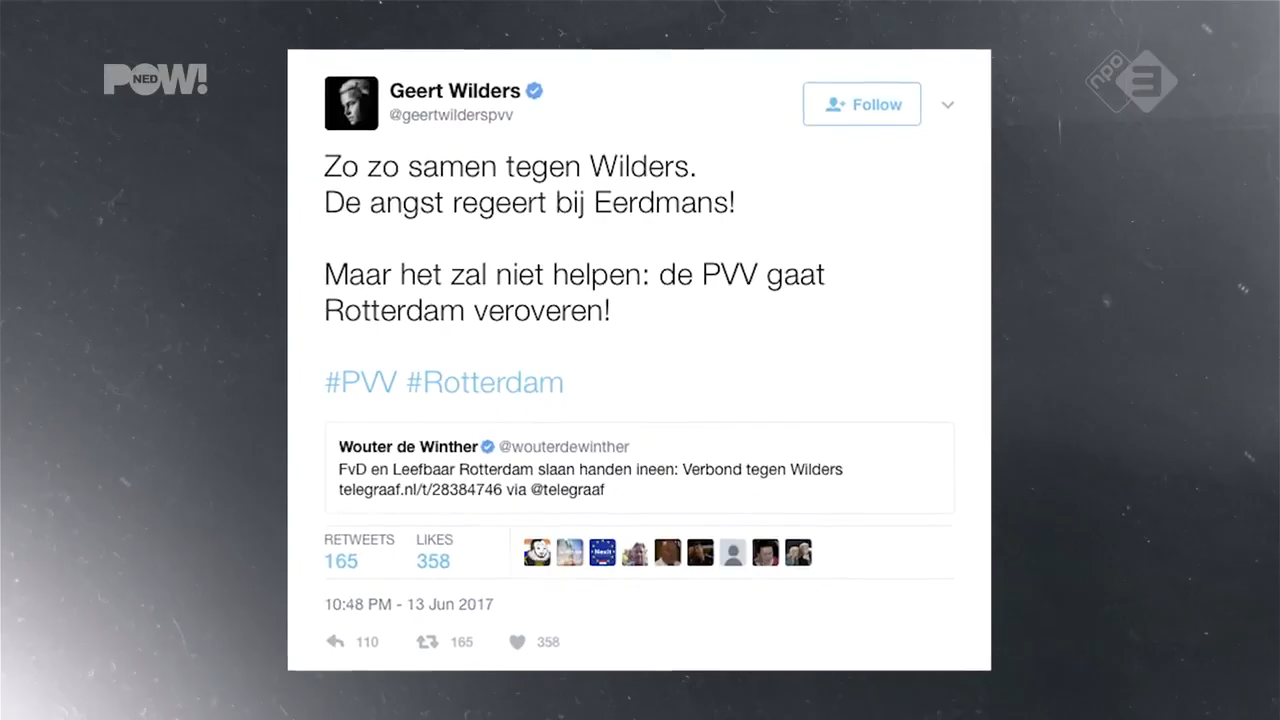 POW!
NED
npo
3
Geert Wilders
@geertwilderspvv
Follow
Zo zo samen tegen Wilders.
De angst regeert bij Eerdmans!
Maar het zal niet helpen: de PVV gaat
Rotterdam veroveren!
#PVV #Rotterdam
Wouter de Winther @wouterdewinther
FvD en Leefbaar Rotterdam slaan handen ineen: Verbond tegen Wilders
telegraaf.nl/t/28384746 via @telegraaf
RETWEETS LIKES
165 358
Nexit
10:48 PM - 13 Jun 2017
110 165 358